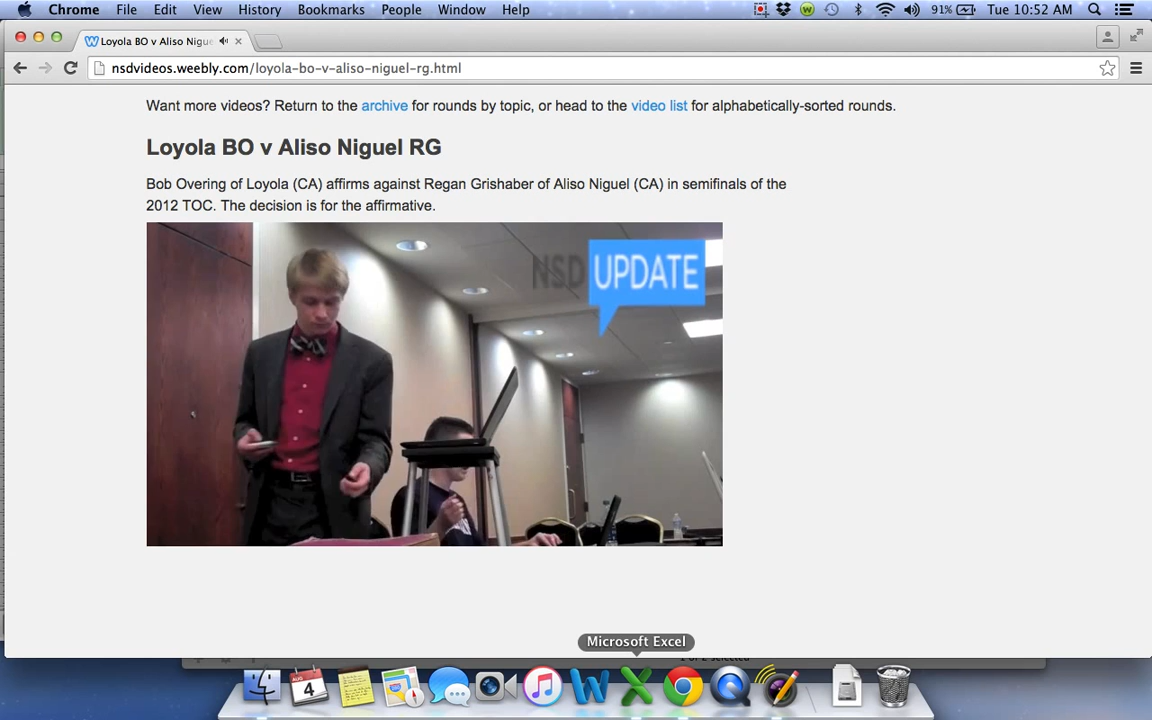 Chrome File Edit View History Bookmarks People Window Help 91% Tue 10:52 AM
Loyola BO v Aliso Nigue
nsdvideos.weebly.com/loyola-bo-v-aliso-niguel-rg.html
Want more videos? Return to the archive for rounds by topic, or head to the video list for alphabetically-sorted rounds.
Loyola BO v Aliso Niguel RG
Bob Overing of Loyola (CA) affirms against Regan Grishaber of Aliso Niguel (CA) in semifinals of the
2012 TOC. The decision is for the affirmative.
NSD UPDATE
Microsoft Excel
selected
AUG
4